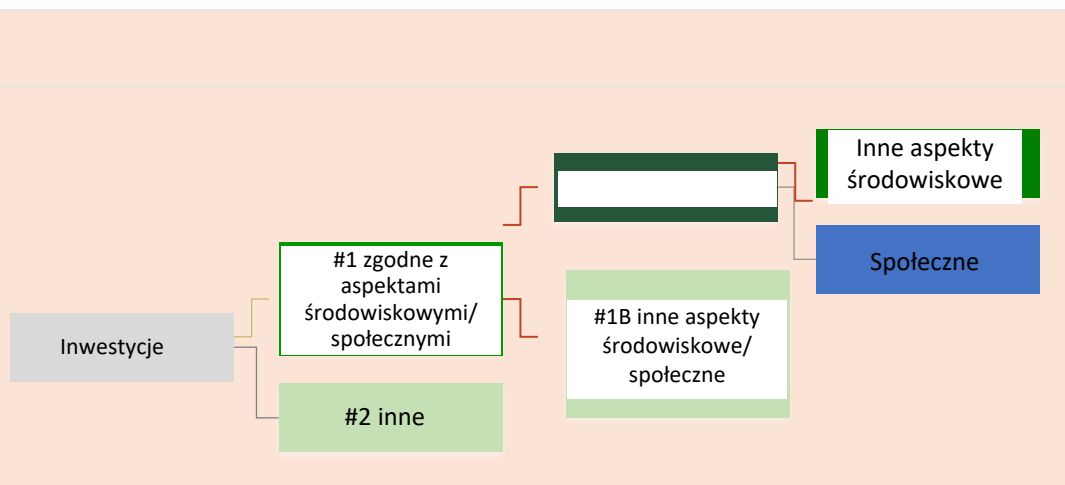 Inne aspekty
środowiskowe
Społeczne
#1 zgodne z
aspektami
środowiskowymi/
społecznymi
#1B inne aspekty
środowiskowe/
społeczne
Inwestycje
#2 inne